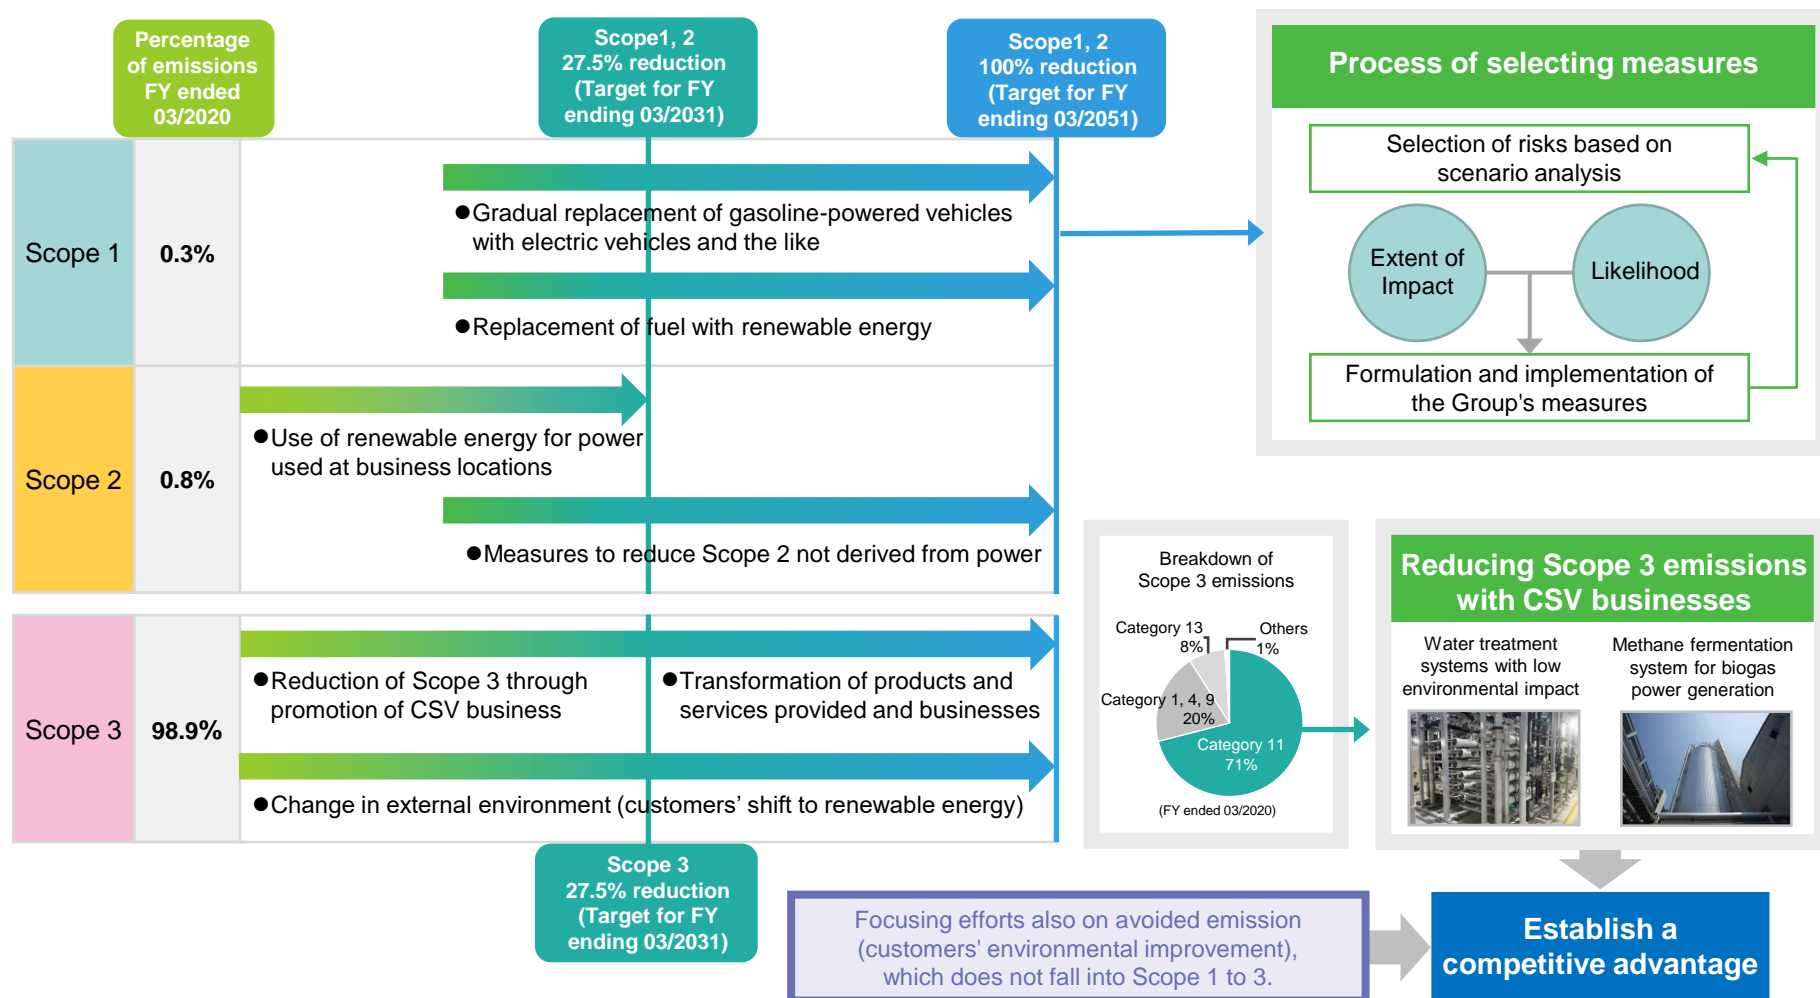 Percentage
of emissions
FY ended
03/2020
Scope1, 2
27.5% reduction
(Target for FY
ending 03/2031)
Scope1, 2
100% reduction
(Target for FY
ending 03/2051)
Scope 1
0.3%
●Gradual replacement of gasoline-powered vehicles
with electric vehicles and the like
●Replacement of fuel with renewable energy
Scope 2
0.8%
●Use of renewable energy for power
used at business locations
●Measures to reduce Scope 2 not derived from power
Scope 3
98.9%
●Reduction of Scope 3 through
promotion of CSV business
●Transformation of products and
services provided and businesses
●Change in external environment (customers’ shift to renewable energy)
Scope 3
27.5% reduction
(Target for FY
ending 03/2031)
Process of selecting measures
Selection of risks based on
scenario analysis
Extent of
Impact
Likelihood
Formulation and implementation of
the Group's measures
Breakdown of
Scope 3 emissions
Category 13
8%
Others
1%
Category 1, 4, 9
20%
Category 11
71%
(FY ended 03/2020)
Reducing Scope 3 emissions
with CSV businesses
Water treatment
systems with low
environmental impact
Methane fermentation
system for biogas
power generation
Focusing efforts also on avoided emission
(customers' environmental improvement),
which does not fall into Scope 1 to 3.
Establish a
competitive advantage